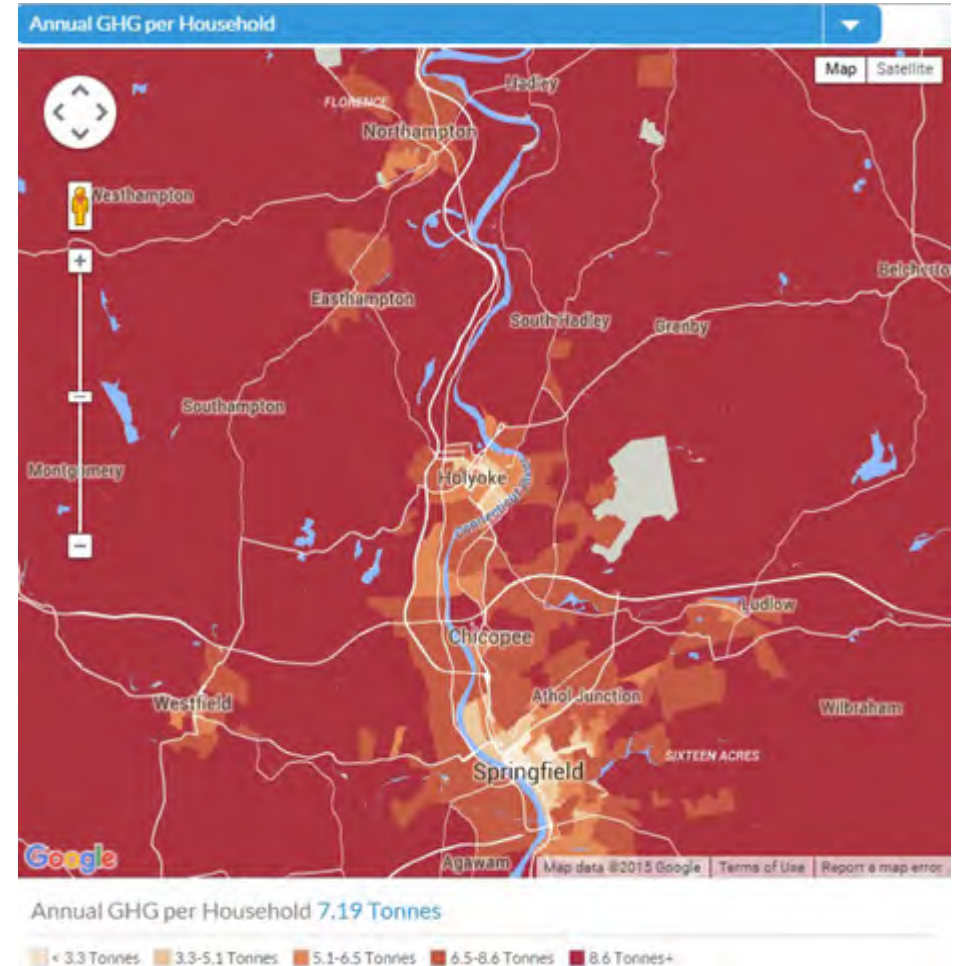 Annual GHG per Household
Map Satellite
Hadley
FLORENCE
Northampton
Westhampton
Belcherto
Easthampton
South Hadley
Granby
Southampton
Montgomery
Holyoke
Connecticut River
Ludlow
Chicopee
Athol Junction
Westfield
Wilbraham
SIXTEEN ACRES
Springfield
Google
Agawam
Map data ©2015 Google Terms of Use Report a map error
Annual GHG per Household 7.19 Tonnes
< 3.3 Tonnes 3.3-5.1 Tonnes 5.1-6.5 Tonnes 6.5-8.6 Tonnes 8.6 Tonnes+